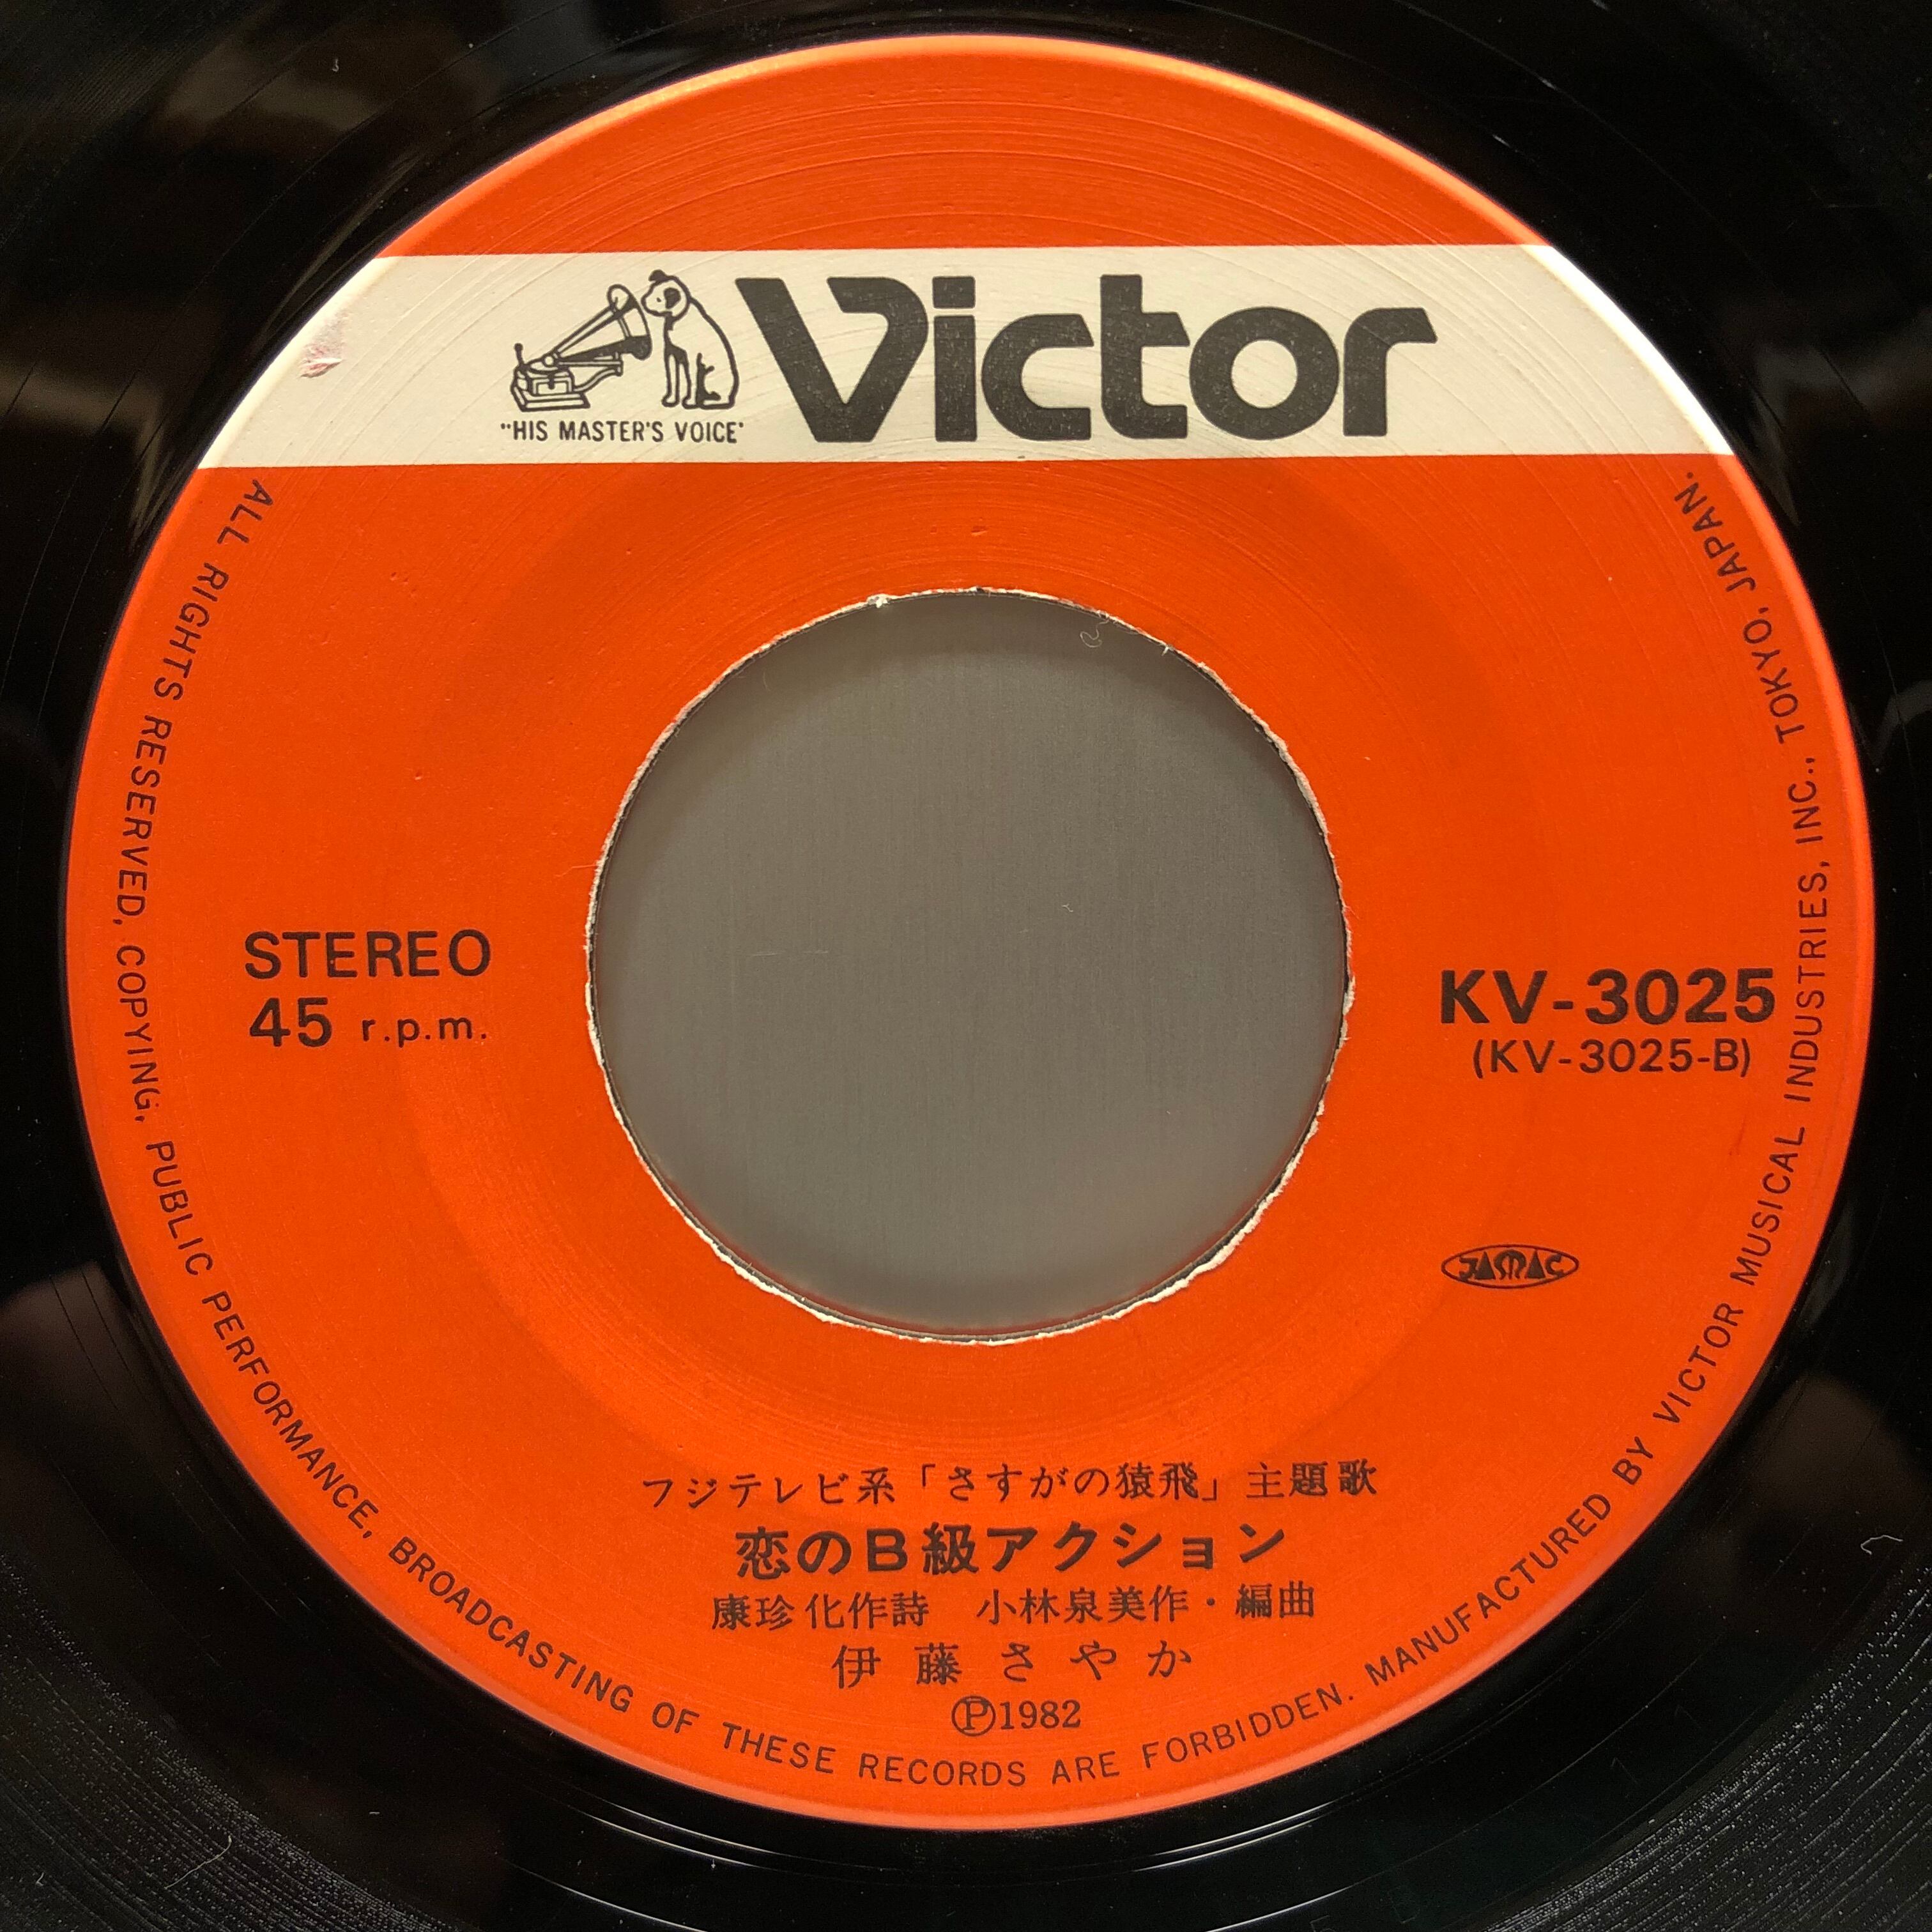 Victor
"HIS MASTER'S VOICE"
STEREO
45 r.p.m.
KV-3025
(KV-3025-B)
JASRAC
フジテレビ系「さすがの猿飛」主題歌
恋のB級アクション
康珍化作詩 小林泉美作・編曲
伊藤さやか
Ⓟ1982
ALL RIGHTS RESERVED, COPYING, PUBLIC PERFORMANCE, BROADCASTING OF THESE RECORDS ARE FORBIDDEN. MANUFACTURED BY VICTOR MUSICAL INDUSTRIES, INC., TOKYO, JAPAN.